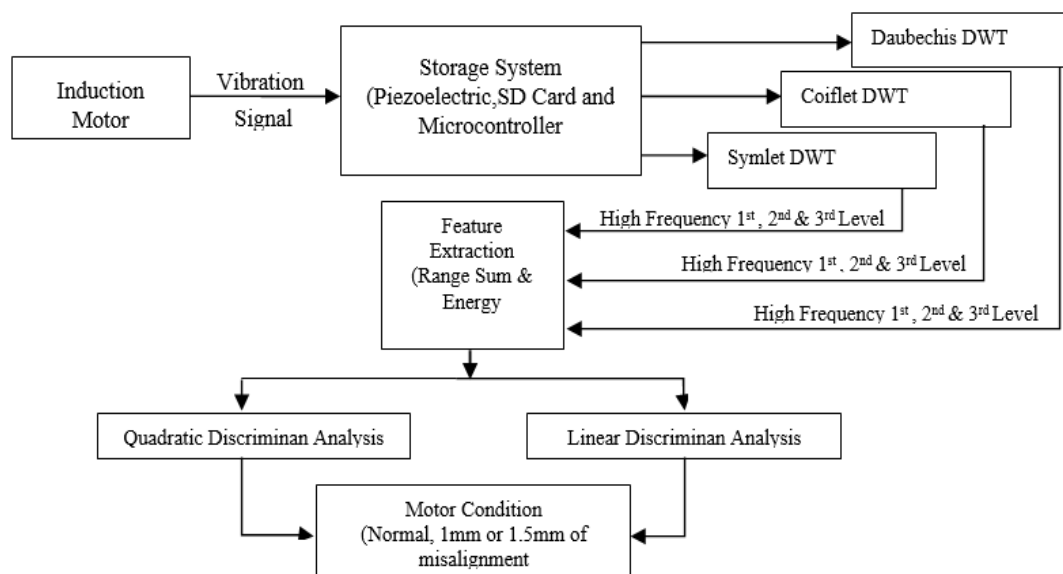 Induction
Motor
Vibration
Signal
Storage System
(Piezoelectric,SD Card and
Microcontroller
Daubechis DWT
Coiflet DWT
Symlet DWT
High Frequency 1st , 2nd & 3rd Level
High Frequency 1st, 2nd & 3rd Level
High Frequency 1st , 2nd & 3rd Level
Feature
Extraction
(Range Sum &
Energy
Quadratic Discriminan Analysis
Linear Discriminan Analysis
Motor Condition
(Normal, 1mm or 1.5mm of
misalignment